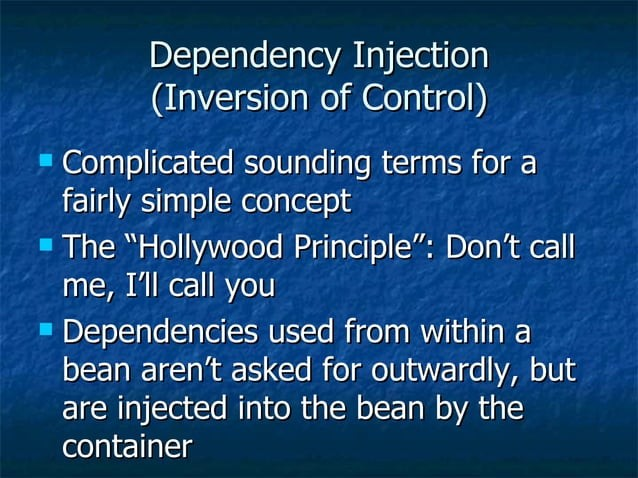 Dependency Injection
(Inversion of Control)
Complicated sounding terms for a
fairly simple concept
The “Hollywood Principle”: Don’t call
me, I’ll call you
Dependencies used from within a
bean aren’t asked for outwardly, but
are injected into the bean by the
container